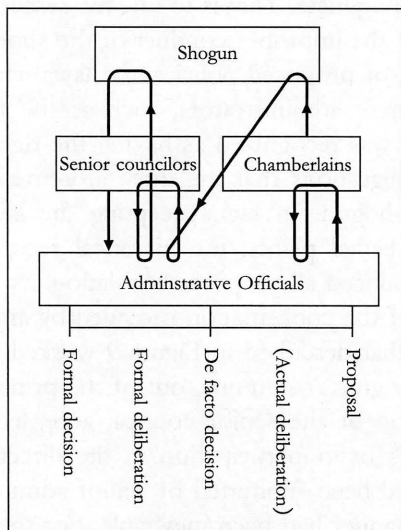 Shogun
Senior councilors
Chamberlains
Adminstrative Officials
Formal decision
Formal deliberation
De facto decision
(Actual deliberation)
Proposal